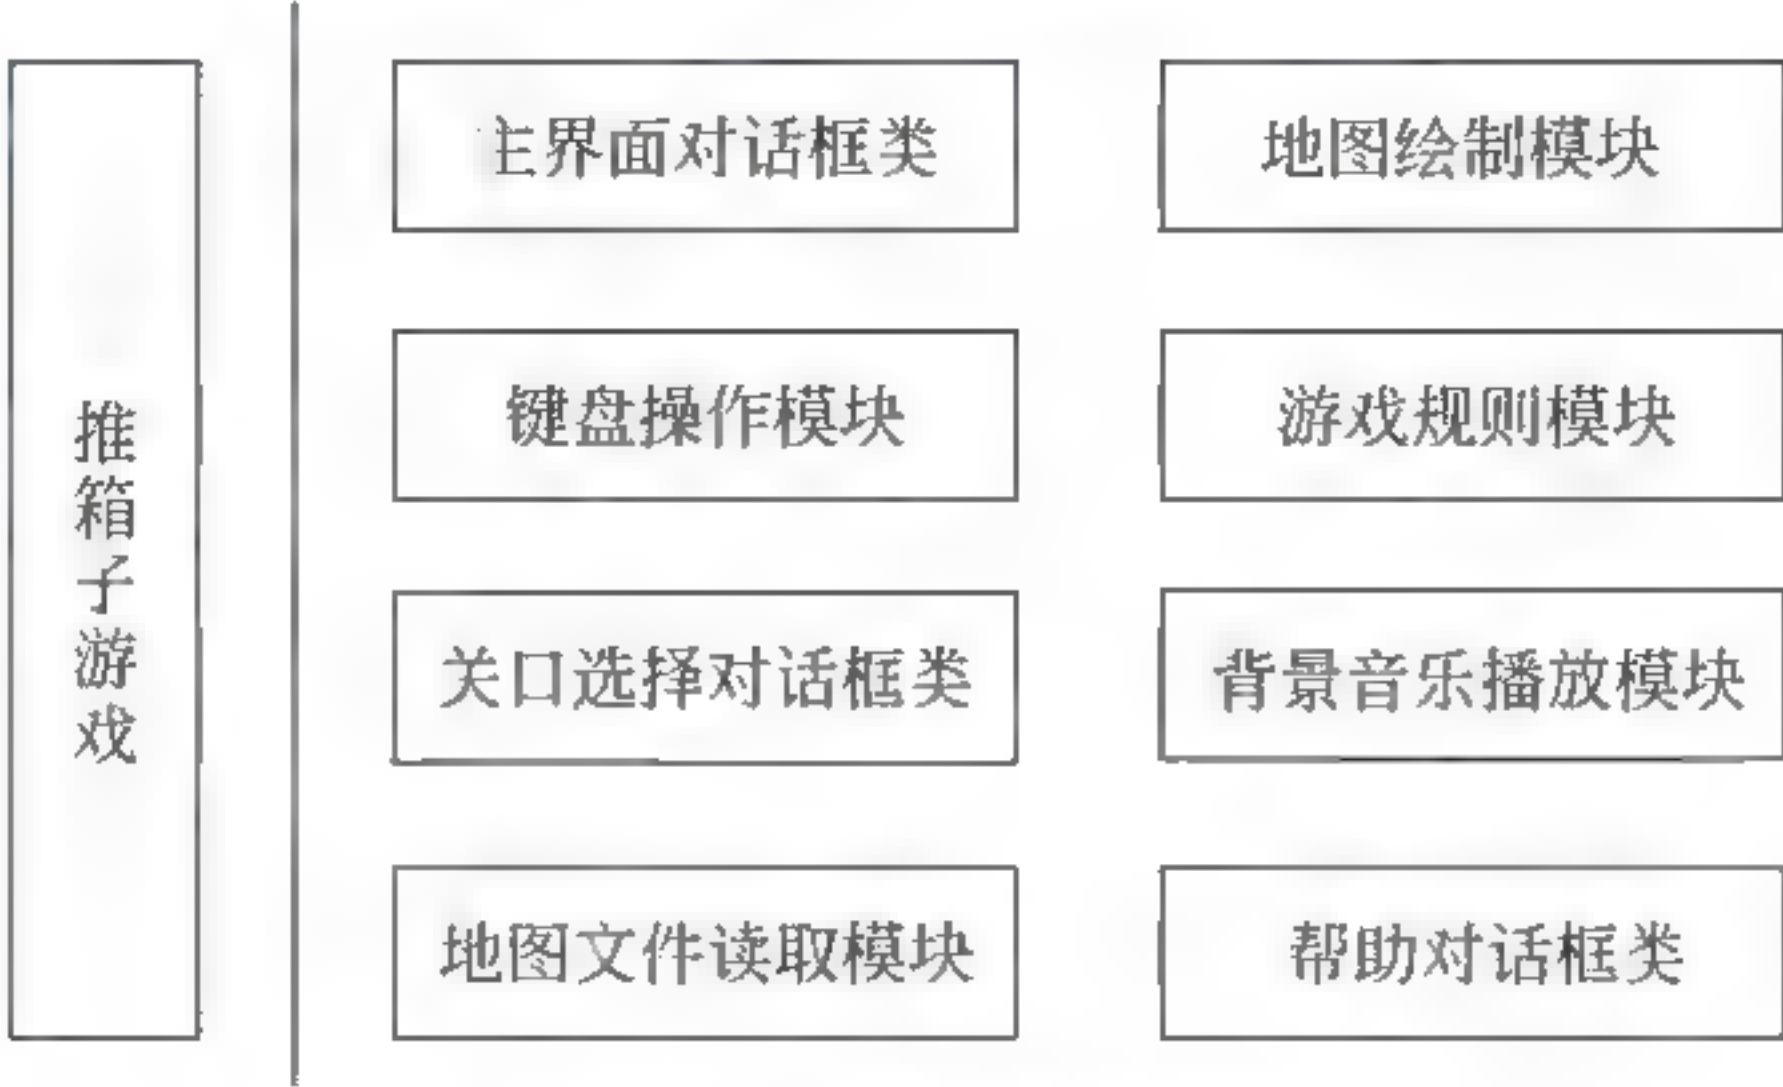 推箱子游戏
主界面对话框类
地图绘制模块
键盘操作模块
游戏规则模块
关口选择对话框类
背景音乐播放模块
地图文件读取模块
帮助对话框类